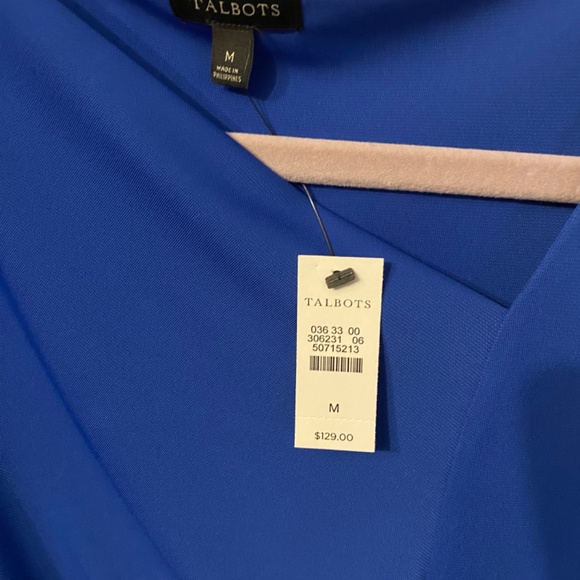 TALBOTS
M
MADE IN
PHILIPPINES
TALBOTS
036 33 00
306231 06
50715213
M
$129.00